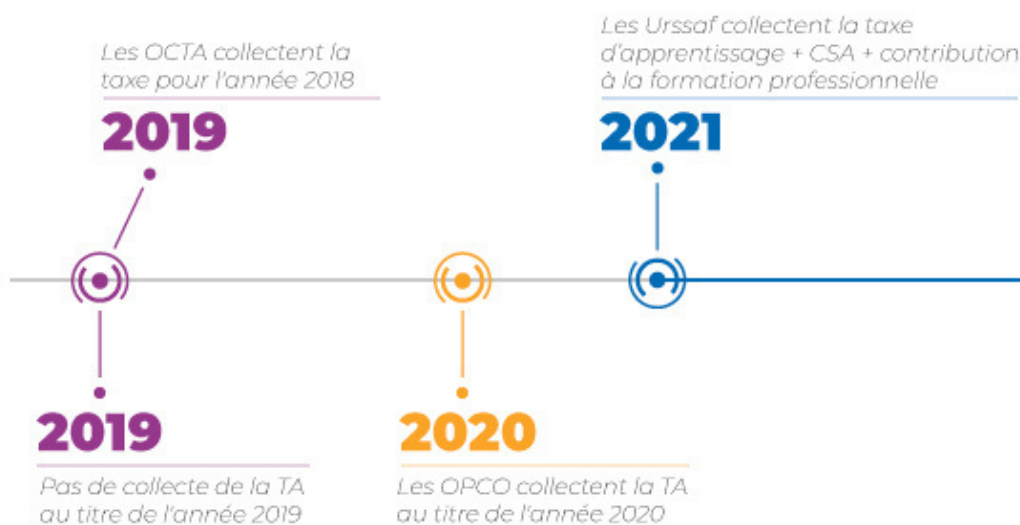 Les OCTA collectent la
taxe pour l'année 2018
2019
Les Urssaf collectent la taxe
d'apprentissage + CSA + contribution
à la formation professionnelle
2021
2019
Pas de collecte de la TA
au titre de l'année 2019
2020
Les OPCO collectent la TA
au titre de l'année 2020